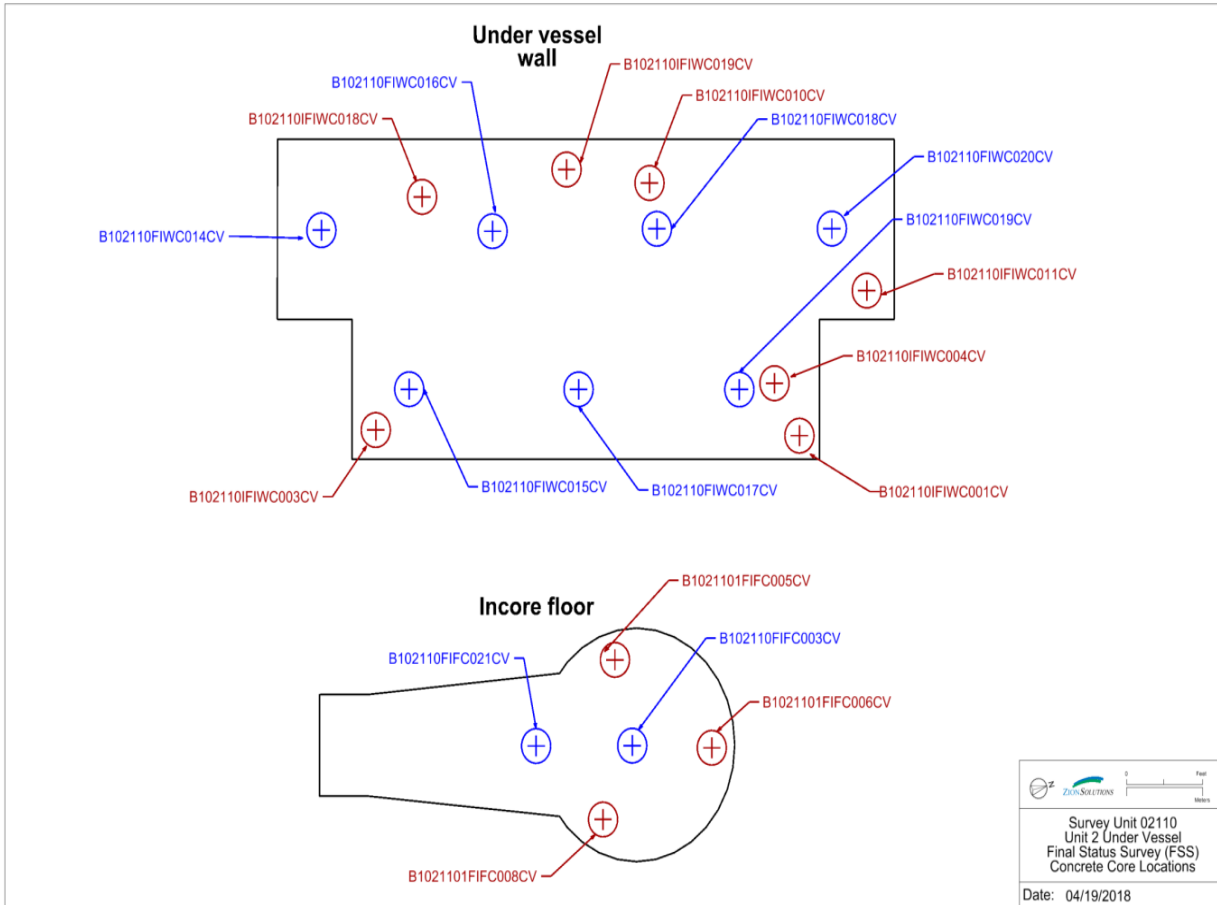 Under vessel
wall
B102110IFIWC019CV
B102110FIWC016CV
B102110IFIWC010CV
B102110IFIWC018CV
B102110FIWC018CV
B102110FIWC020CV
B102110FIWC019CV
B102110FIWC014CV
B102110IFIWC011CV
B102110IFIWC004CV
B102110FIWC015CV
B102110FIWC017CV
B102110IFIWC001CV
B102110IFIWC003CV
Incore floor
B1021101FIFC005CV
B102110FIFC003CV
B102110FIFC021CV
B1021101FIFC006CV
B1021101FIFC008CV
Z
ZIONSOLUTIONS
0 Feet
Meters
Survey Unit 02110
Unit 2 Under Vessel
Final Status Survey (FSS)
Concrete Core Locations
Date: 04/19/2018